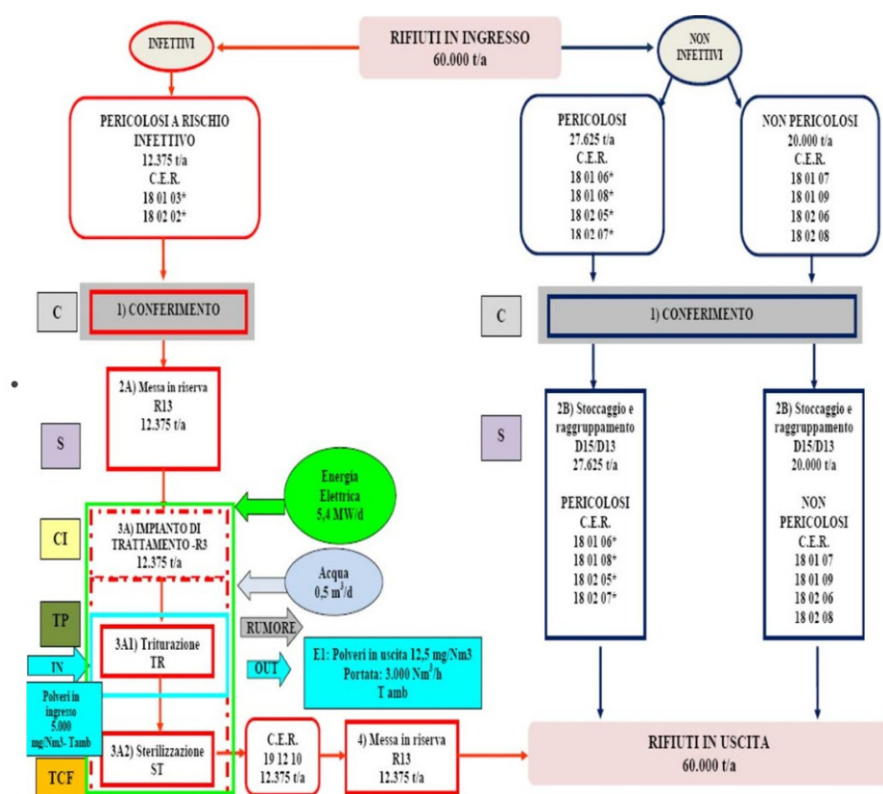 INFETTIVI
RIFIUTI IN INGRESSO
60.000 t/a
NON
INFETTIVI
PERICOLOSI A RISCHIO
INFETTIVO
12.375 t/a
C.E.R.
18 01 03*
18 02 02*
PERICOLOSI
27.625 t/a
C.E.R.
18 01 06*
18 01 08*
18 02 05*
18 02 07*
NON PERICOLOSI
20.000 t/a
C.E.R.
18 01 07
18 01 09
18 02 06
18 02 08
C
1) CONFERIMENTO
C
1) CONFERIMENTO
S
2A) Messa in riserva
R13
12.375 t/a
S
2B) Stoccaggio e
raggruppamento
D15/D13
27.625 t/a
PERICOLOSI
C.E.R.
18 01 06*
18 01 08*
18 02 05*
18 02 07*
2B) Stoccaggio e
raggruppamento
D15/D13
20.000 t/a
NON
PERICOLOSI
C.E.R.
18 01 07
18 01 09
18 02 06
18 02 08
Energia
Elettrica
5,4 MW/d
CI
3A) IMPIANTO DI
TRATTAMENTO -R3
12.375 t/a
Acqua
0,5 m³/d
TP
3A1) Triturazione
TR
RUMORE
IN
OUT
E1: Polveri in uscita 12,5 mg/Nm3
Portata: 3.000 Nm³/h
T amb
Polveri in
ingresso
5.000
mg/Nm3- Tamb
TCF
3A2) Sterilizzazione
ST
C.E.R.
19 12 10
12.375 t/a
4) Messa in riserva
R13
12.375 t/a
RIFIUTI IN USCITA
60.000 t/a